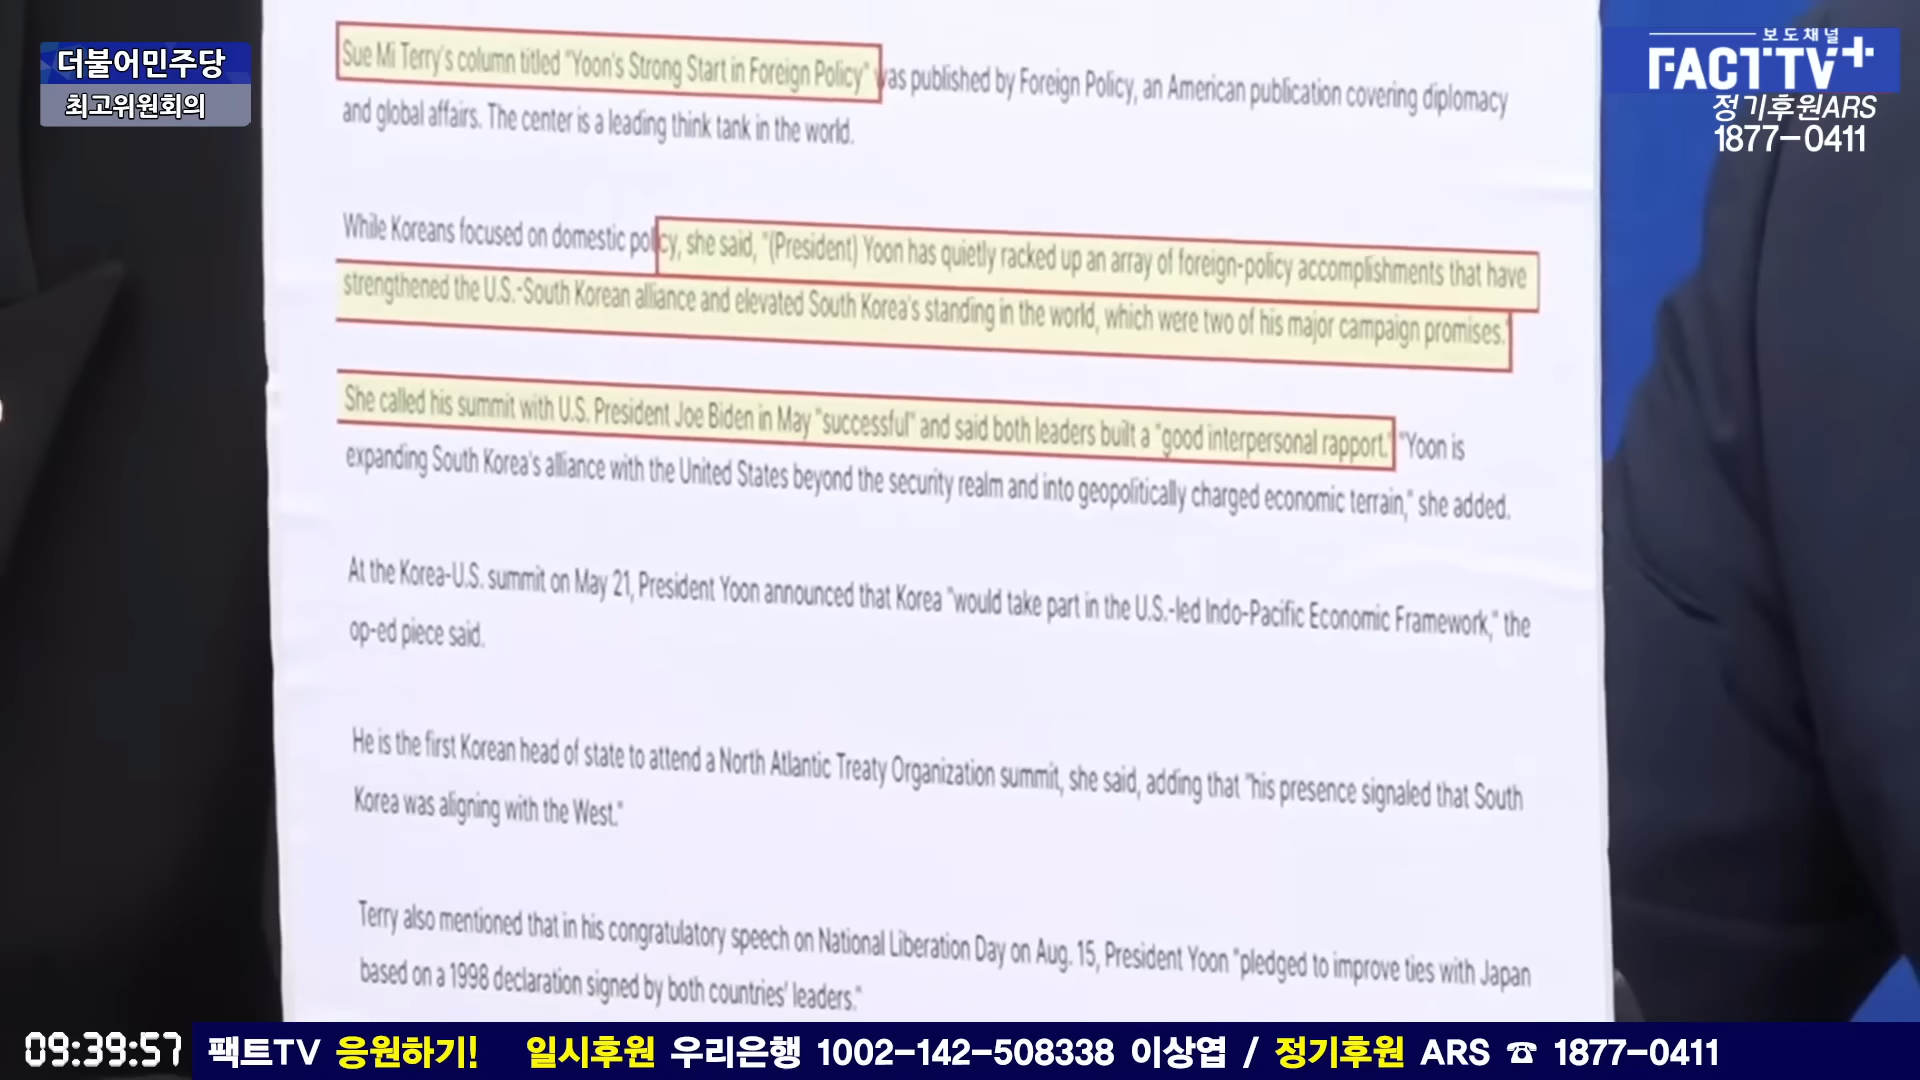 더불어민주당
최고위원회의
보도채널
FACTTV+
정기후원ARS
1877-0411
Sue Mi Terry's column titled "Yoon's Strong Start in Foreign Policy" was published by Foreign Policy, an American publication covering diplomacy
and global affairs. The center is a leading think tank in the world.
While Koreans focused on domestic policy, she said, "(President) Yoon has quietly racked up an array of foreign-policy accomplishments that have
strengthened the U.S.-South Korean alliance and elevated South Korea's standing in the world, which were two of his major campaign promises."
She called his summit with U.S. President Joe Biden in May "successful" and said both leaders built a "good interpersonal rapport." "Yoon is
expanding South Korea's alliance with the United States beyond the security realm and into geopolitically charged economic terrain," she added.
At the Korea-U.S. summit on May 21, President Yoon announced that Korea "would take part in the U.S.-led Indo-Pacific Economic Framework," the
op-ed piece said.
He is the first Korean head of state to attend a North Atlantic Treaty Organization summit, she said, adding that "his presence signaled that South
Korea was aligning with the West."
Terry also mentioned that in his congratulatory speech on National Liberation Day on Aug. 15, President Yoon "pledged to improve ties with Japan
based on a 1998 declaration signed by both countries' leaders."
09:39:57 팩트TV 응원하기! 일시후원 우리은행 1002-142-508338 이상엽 / 정기후원 ARS ☎ 1877-0411